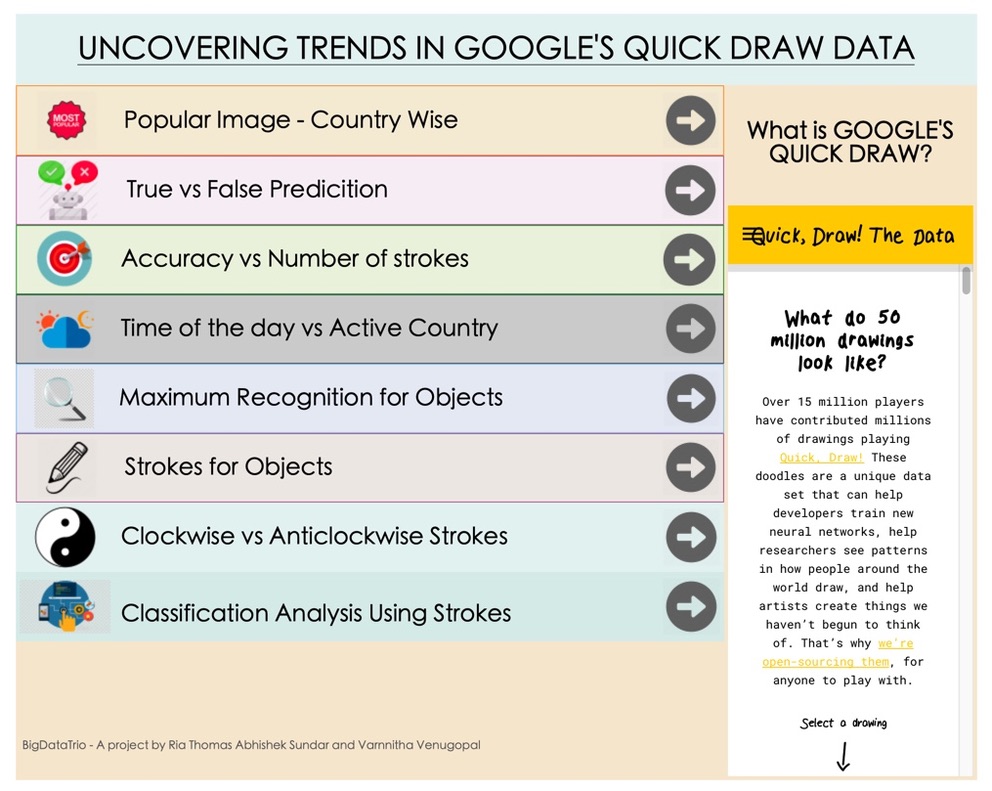 UNCOVERING TRENDS IN GOOGLE'S QUICK DRAW DATA
MOST
POPULAR
Popular Image - Country Wise
True vs False Predicition
Accuracy vs Number of strokes
Time of the day vs Active Country
Maximum Recognition for Objects
Strokes for Objects
Clockwise vs Anticlockwise Strokes
Classification Analysis Using Strokes
BigDataTrio - A project by Ria Thomas Abhishek Sundar and Varnnitha Venugopal
What is GOOGLE'S
QUICK DRAW?
Quick, Draw! The Data
What do 50
million drawings
look like?
Over 15 million players
have contributed millions
of drawings playing
Quick, Draw! These
doodles are a unique data
set that can help
developers train new
neural networks, help
researchers see patterns
in how people around the
world draw, and help
artists create things we
haven't begun to think
of. That's why we're
open-sourcing them, for
anyone to play with.
Select a drawing